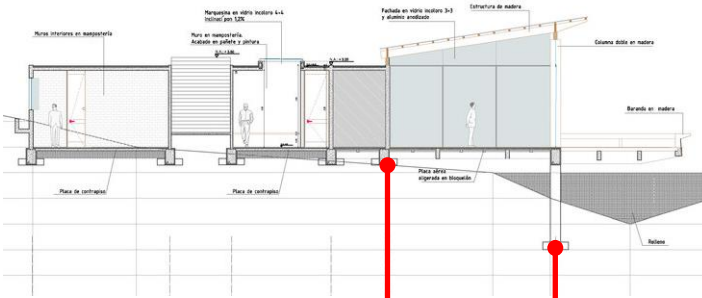 Marquesina en vidrio incoloro 4+4
Inclinación 1,2%
Fachada en vidrio incoloro 3+3
y aluminio anodizado
Estructura de madera
Muros interiores en mampostería
Muro en mampostería
Acabado en pañete y pintura
Columna doble en madera
Baranda en madera
Placa de contrapiso
Placa de contrapiso
Placa aérea
aligerada en bloquelón
Relleno